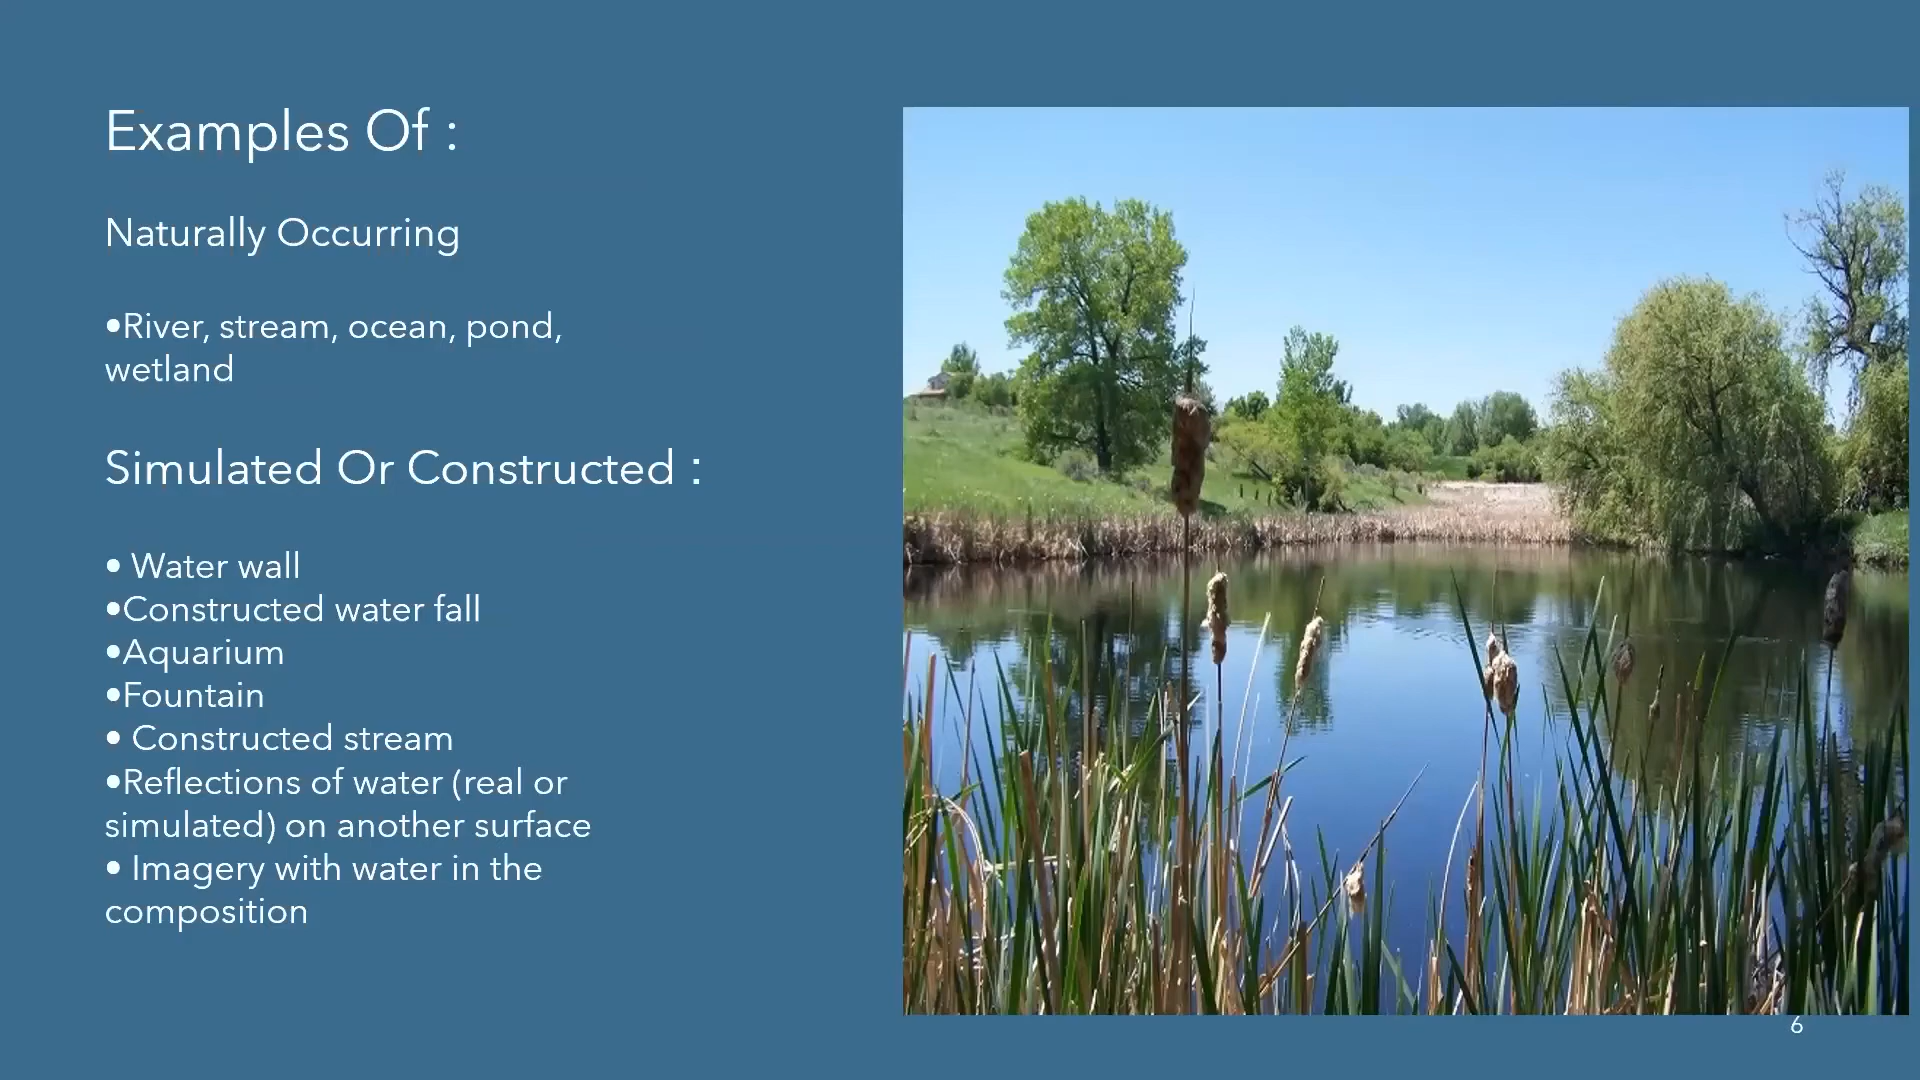 Examples Of :
Naturally Occurring
•River, stream, ocean, pond,
wetland
Simulated Or Constructed :
• Water wall
•Constructed water fall
•Aquarium
•Fountain
• Constructed stream
•Reflections of water (real or
simulated) on another surface
• Imagery with water in the
composition
6